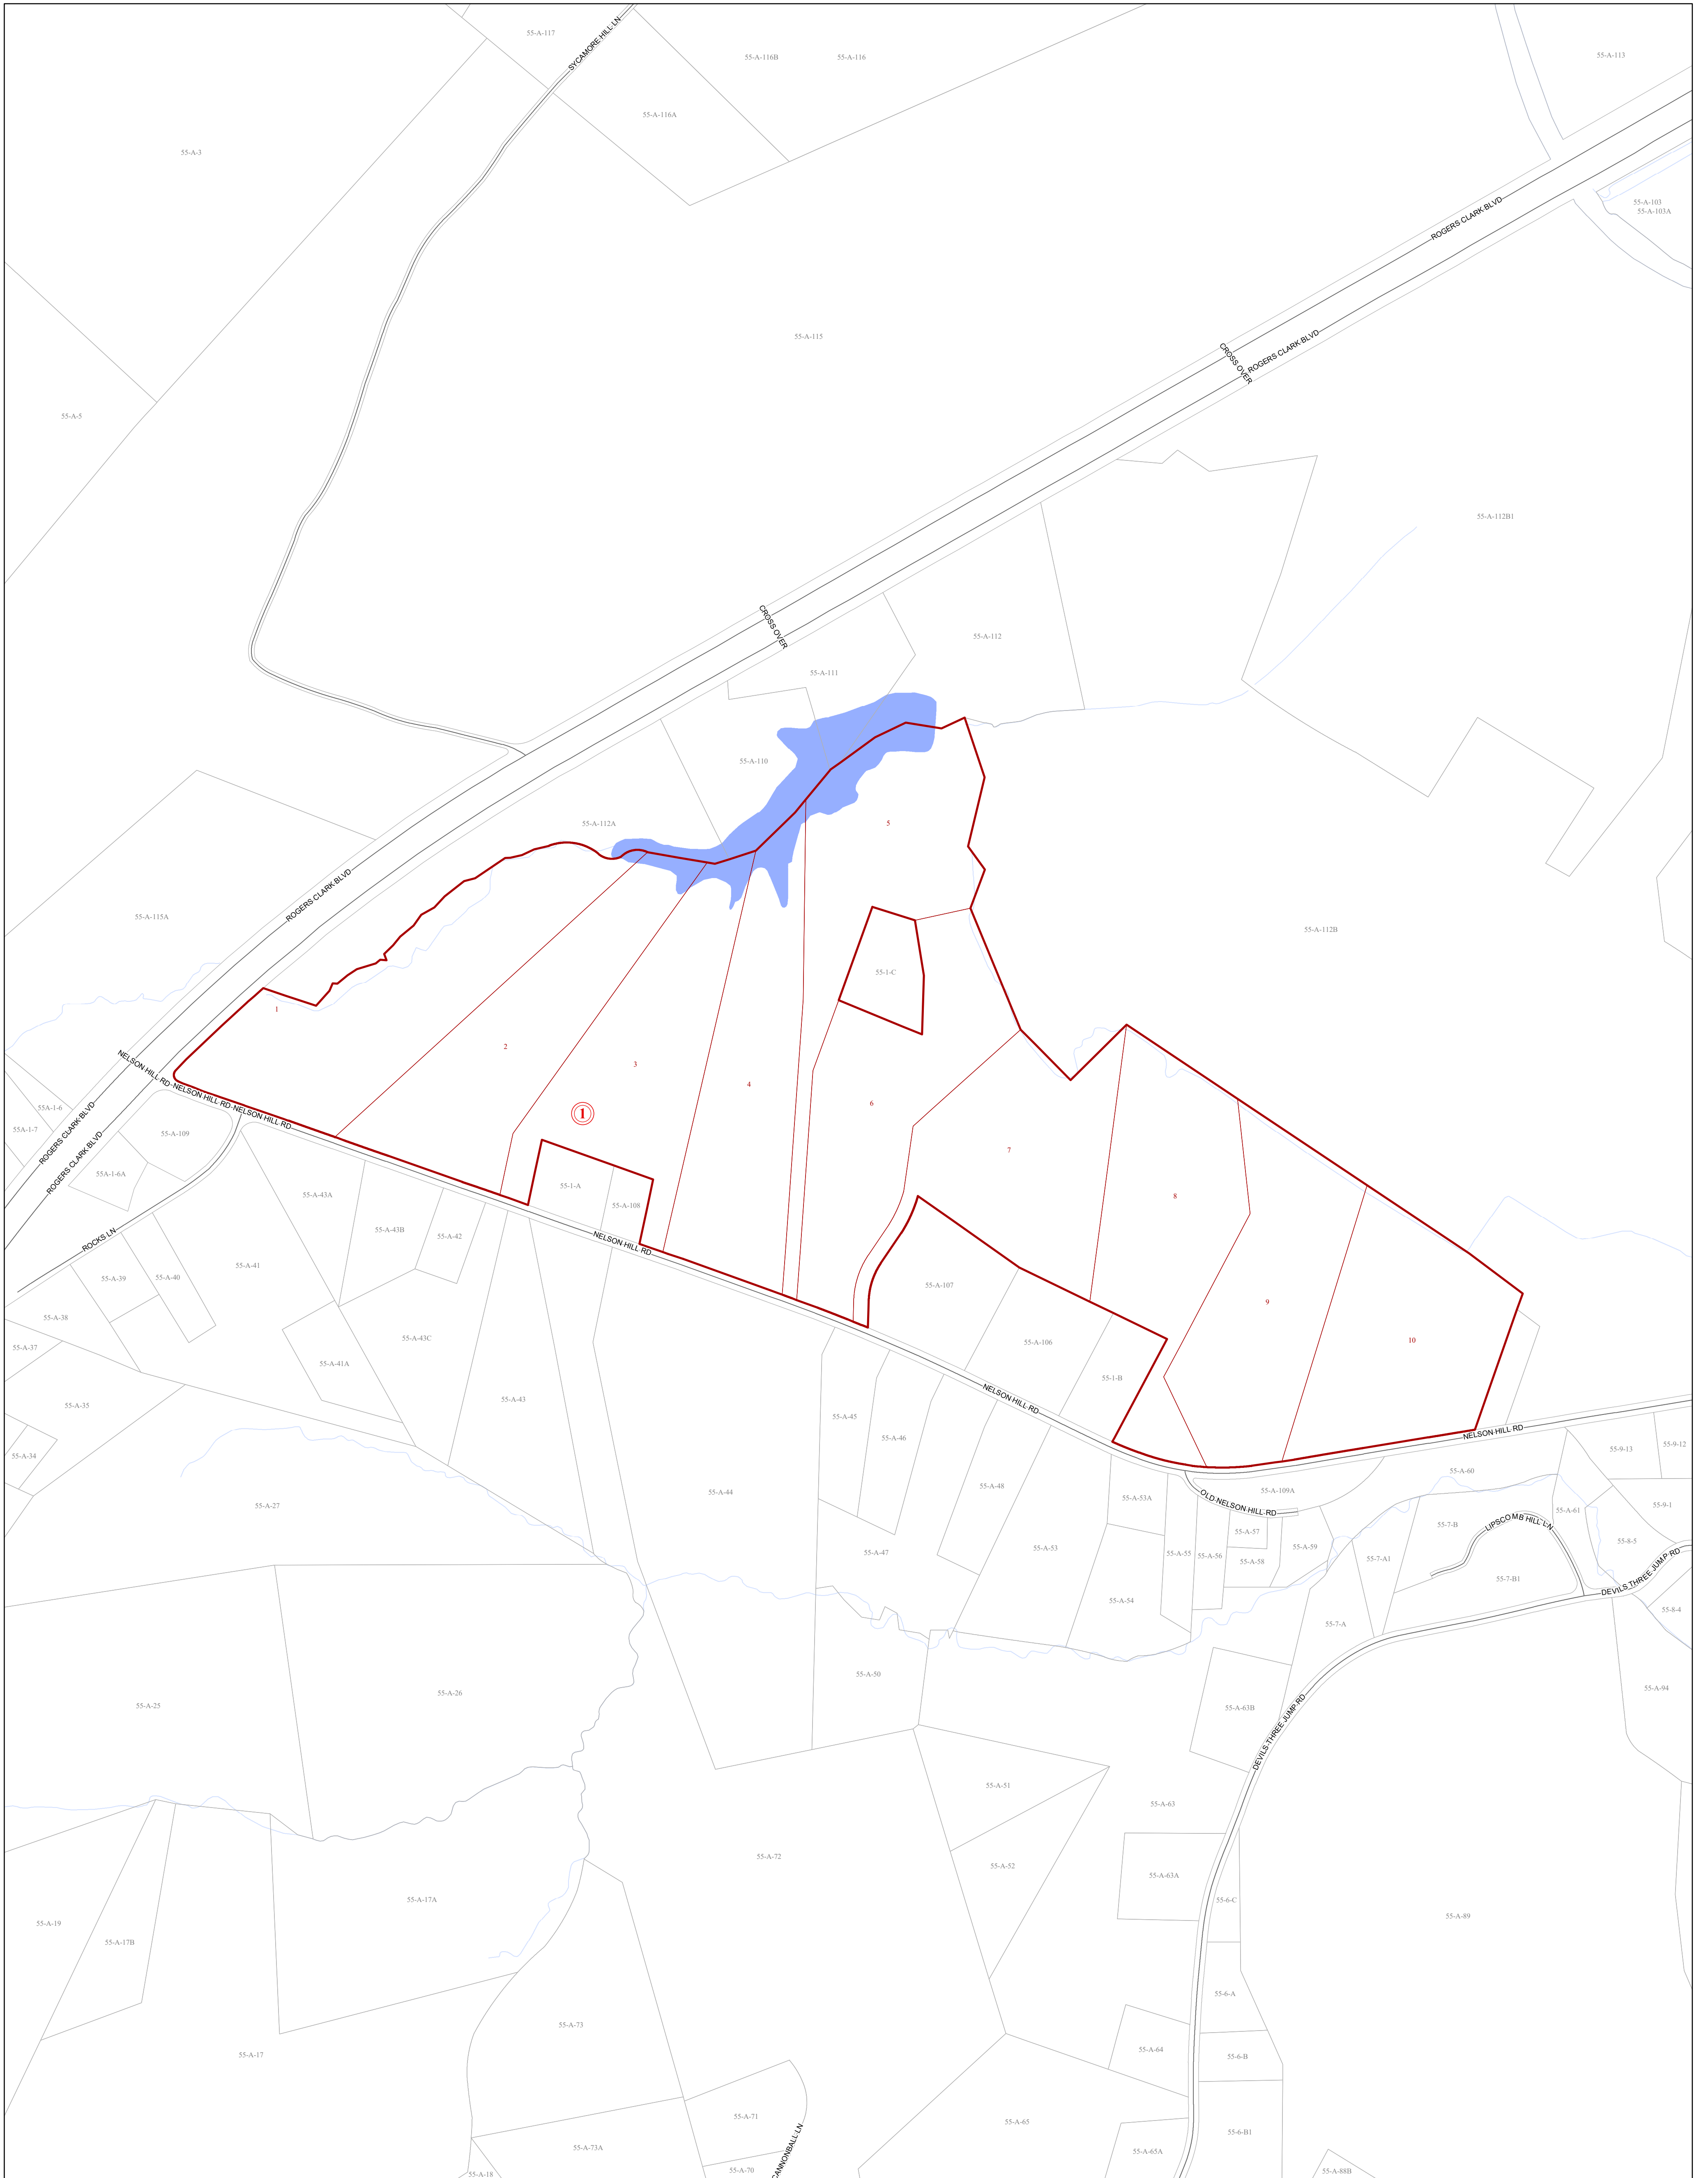 55-A-117
SYCAMORE HILL LN
55-A-116B
55-A-116
55-A-113
55-A-116A
55-A-3
55-A-103
55-A-103A
ROGERS CLARK BLVD
55-A-115
CROSS OVER
ROGERS CLARK BLVD
55-A-5
55-A-112B1
CROSS OVER
55-A-112
55-A-111
55-A-110
55-A-112A
5
ROGERS CLARK BLVD
55-A-115A
55-A-112B
55-1-C
1
2
3
4
6
1
7
8
9
10
NELSON HILL RD
NELSON HILL RD
NELSON HILL RD
55A-1-6
55A-1-7
ROGERS CLARK BLVD
ROGERS CLARK BLVD
55-A-109
55A-1-6A
55-1-A
55-A-108
55-A-43A
55-A-43B
55-A-42
ROCKS LN
NELSON HILL RD
55-A-41
55-A-39
55-A-40
55-A-107
55-A-38
55-A-37
55-A-43C
55-A-106
55-A-41A
55-1-B
55-A-35
55-A-43
NELSON HILL RD
55-A-45
55-A-46
NELSON HILL RD
55-A-34
55-9-13
55-9-12
55-A-60
55-A-48
55-A-44
55-A-109A
55-A-53A
OLD NELSON HILL RD
55-A-27
55-A-61
55-9-1
LIPSCOMB HILL LN
55-7-B
55-A-57
55-A-59
55-8-5
55-A-47
55-A-53
55-A-55
55-A-56
55-A-58
55-7-A1
55-7-B1
DEVILS THREE JUMP RD
55-A-54
55-8-4
55-7-A
55-A-50
55-A-25
55-A-26
55-A-94
55-A-63B
DEVILS THREE JUMP RD
55-A-51
55-A-63
55-A-72
55-A-52
55-A-63A
55-A-17A
55-6-C
55-A-19
55-A-89
55-A-17B
55-6-A
55-A-73
55-A-64
55-A-17
55-6-B
55-A-71
55-A-65
55-6-B1
55-A-73A
55-A-65A
CANNONBALL LN
55-A-70
55-A-18
55-A-88B